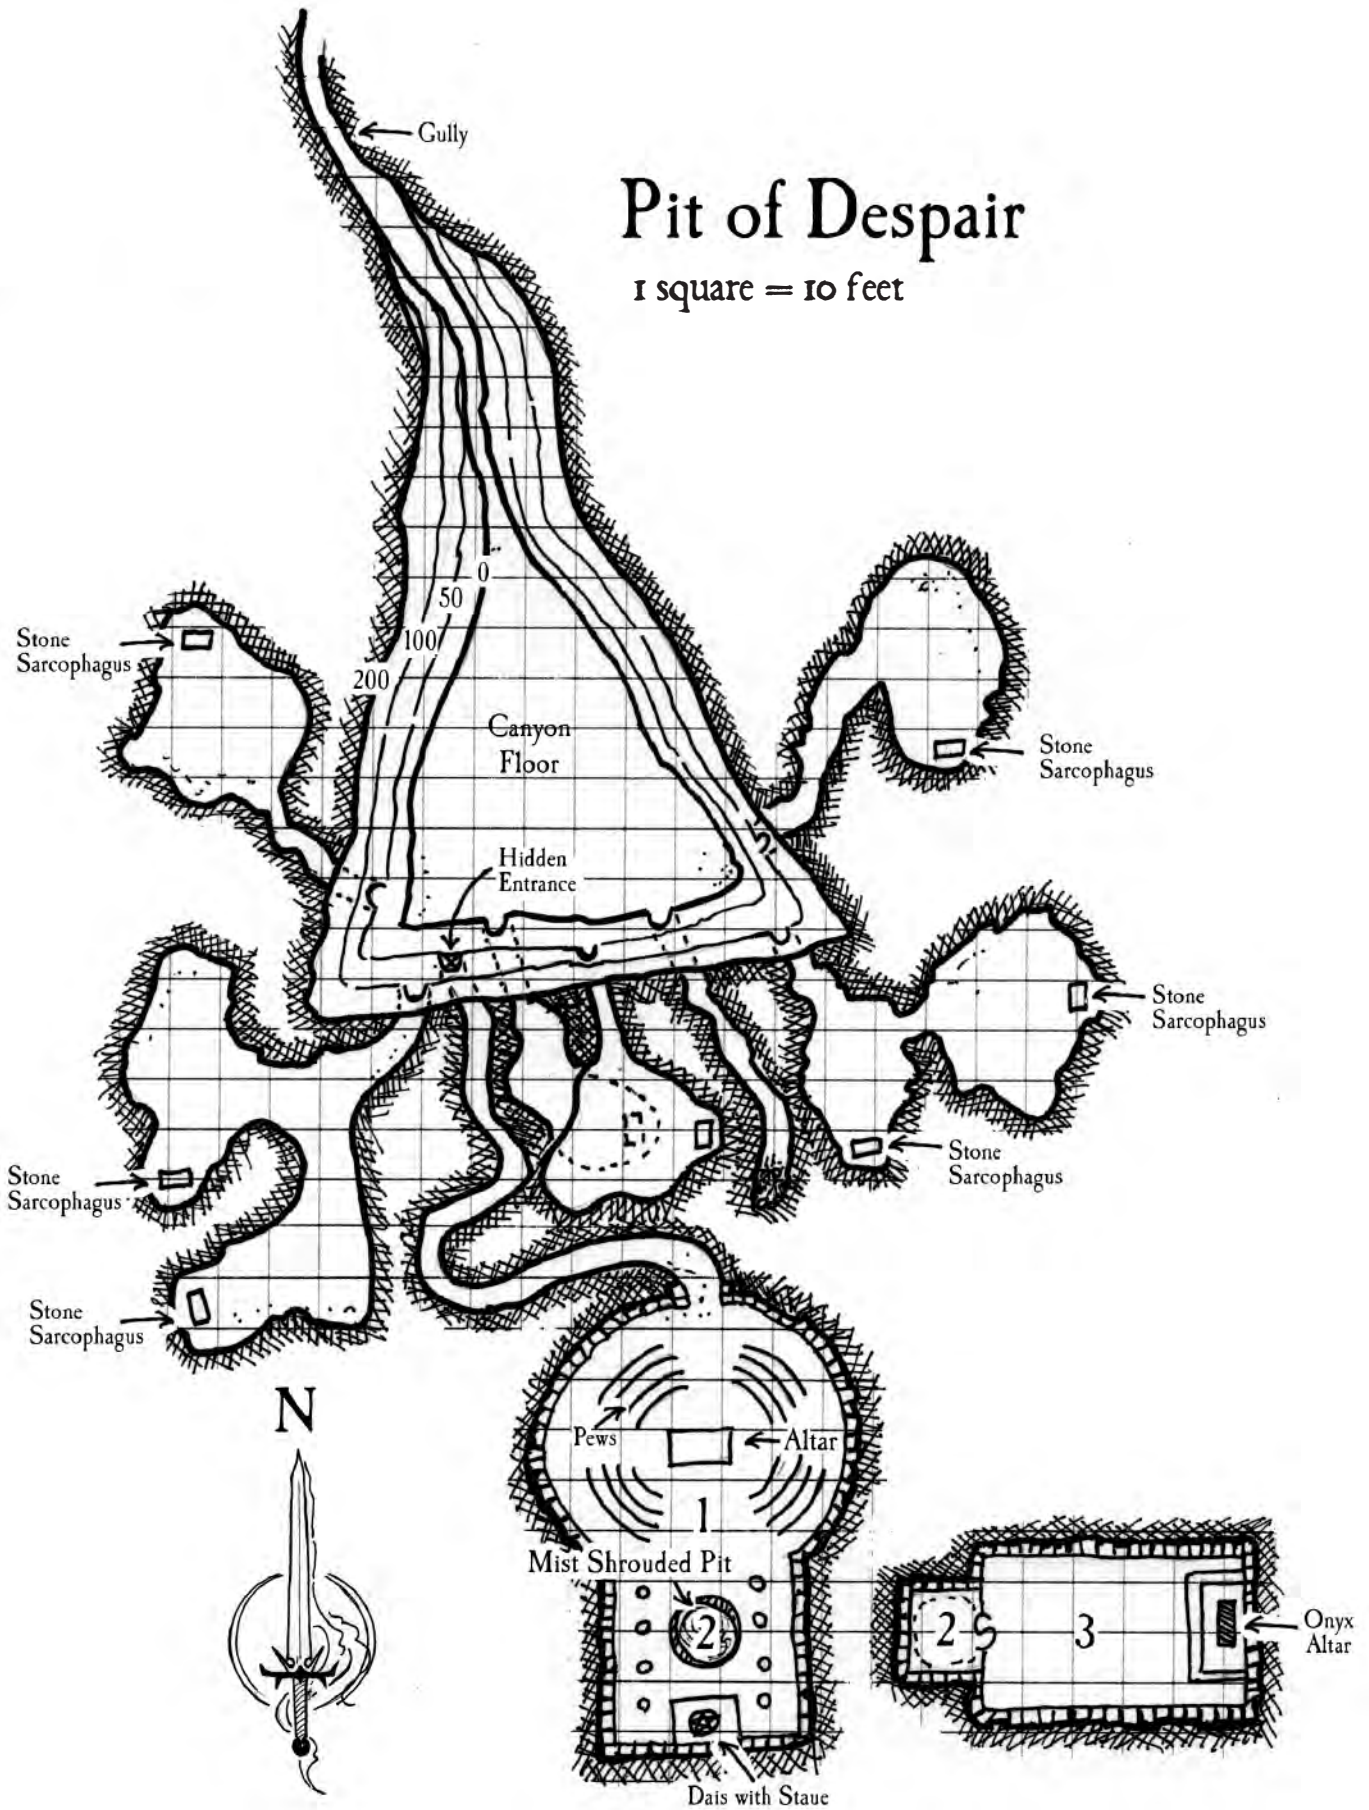 Gully
Pit of Despair
1 square = 10 feet
0
50
100
200
Stone
Sarcophagus
Canyon
Floor
Stone
Sarcophagus
Hidden
Entrance
Stone
Sarcophagus
Stone
Sarcophagus
Stone
Sarcophagus
Stone
Sarcophagus
N
Pews
Altar
1
Mist Shrouded Pit
2
2
S
3
Onyx
Altar
Dais with Staue